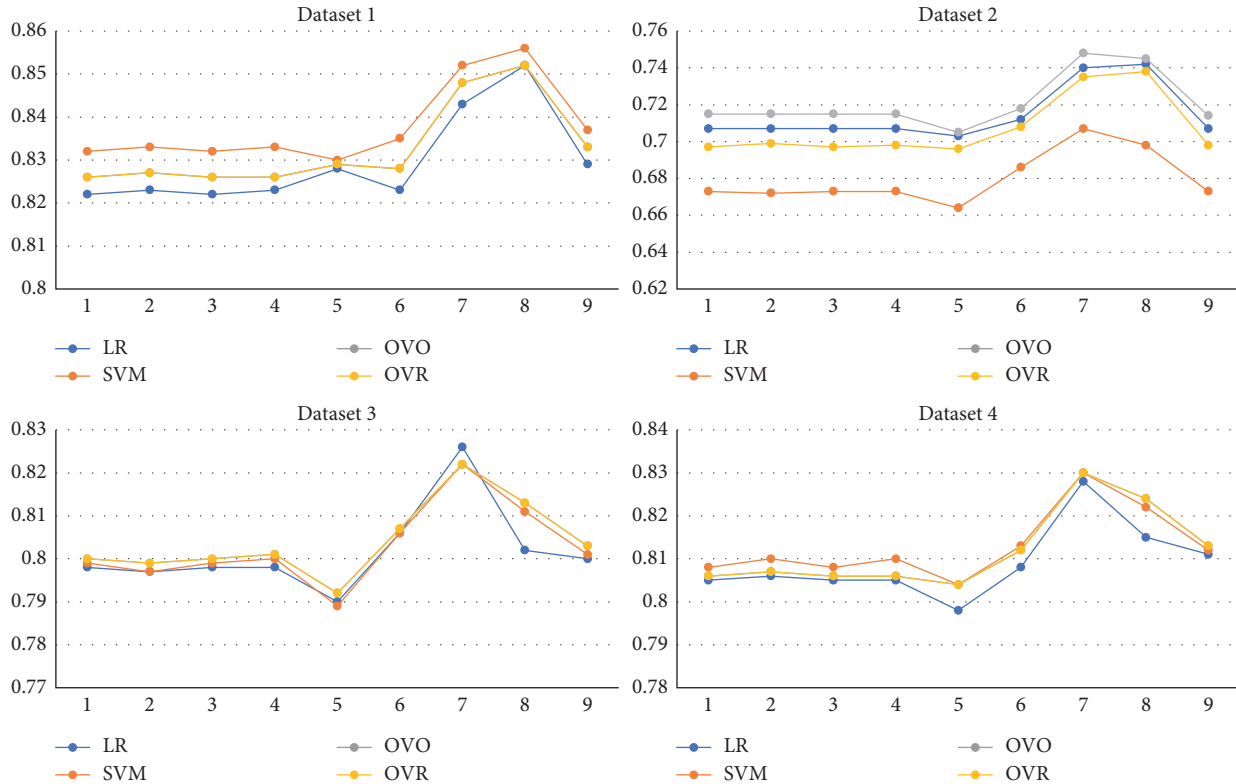 Dataset 1
0.86
0.85
0.84
0.83
0.82
0.81
0.8
1 2 3 4 5 6 7 8 9
LR OVO
SVM OVR
Dataset 2
0.76
0.74
0.72
0.7
0.68
0.66
0.64
0.62
1 2 3 4 5 6 7 8 9
LR OVO
SVM OVR
Dataset 3
0.83
0.82
0.81
0.8
0.79
0.78
0.77
1 2 3 4 5 6 7 8 9
LR OVO
SVM OVR
Dataset 4
0.84
0.83
0.82
0.81
0.8
0.79
0.78
1 2 3 4 5 6 7 8 9
LR OVO
SVM OVR